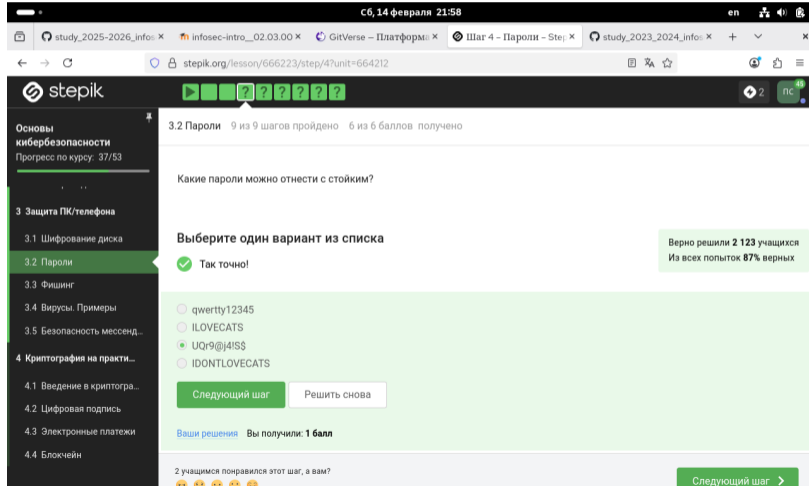 Сб, 14 февраля 21:58
en
study_2025-2026_infos
infosec-intro__02.03.00
GitVerse – Платформа
Шаг 4 – Пароли – Step
study_2023_2024_infos
stepik.org/lesson/666223/step/4?unit=664212
stepik
2
ПС
45
Основы кибербезопасности
Прогресс по курсу: 37/53
3 Защита ПК/телефона
3.1 Шифрование диска
3.2 Пароли
3.3 Фишинг
3.4 Вирусы. Примеры
3.5 Безопасность мессенд...
4 Криптография на практи...
4.1 Введение в криптогра...
4.2 Цифровая подпись
4.3 Электронные платежи
4.4 Блокчейн
3.2 Пароли 9 из 9 шагов пройдено 6 из 6 баллов получено
Какие пароли можно отнести с стойким?
Выберите один вариант из списка
Так точно!
Верно решили 2 123 учащихся
Из всех попыток 87% верных
qwertty12345
ILOVECATS
UQr9@j4!S$
IDONTLOVECATS
Следующий шаг
Решить снова
Ваши решения Вы получили: 1 балл
2 учащимся понравился этот шаг, а вам?
Следующий шаг